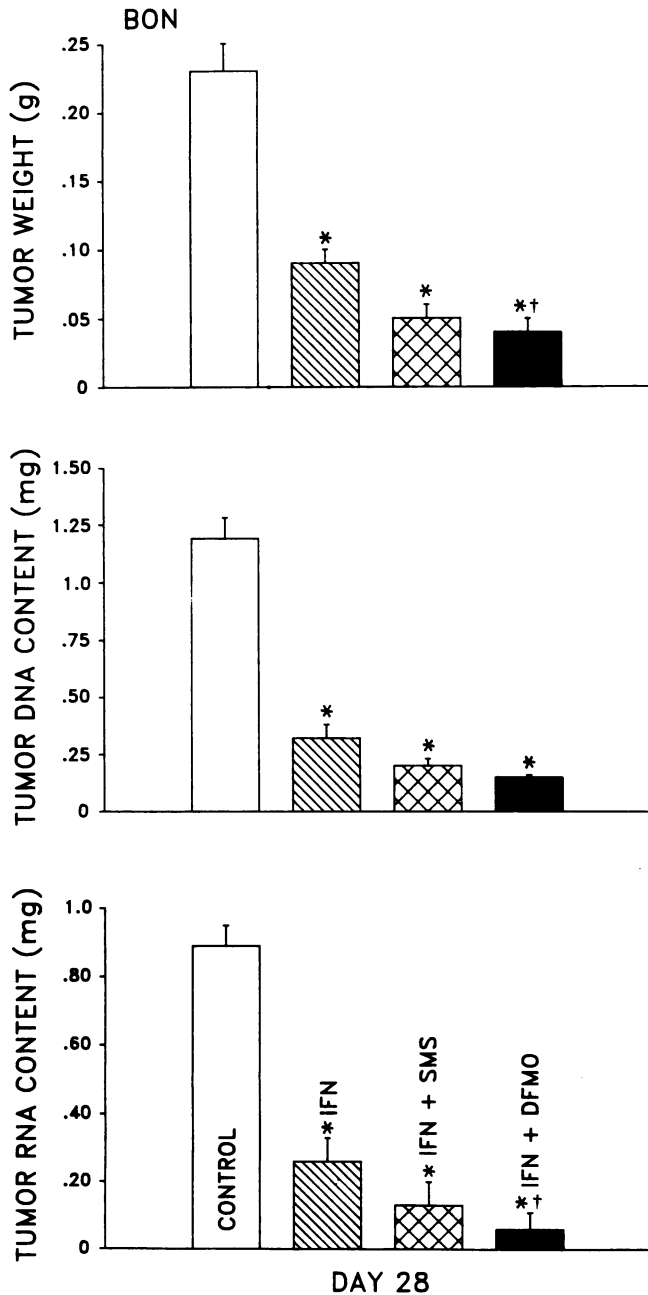 BON
TUMOR WEIGHT (g)
.25
.20
.15
.10
.05
0
*
*
*†
TUMOR DNA CONTENT (mg)
1.50
1.25
1.0
.75
.50
.25
0
*
*
*
TUMOR RNA CONTENT (mg)
1.0
.80
.60
.40
.20
0
CONTROL
* IFN
* IFN + SMS
*† IFN + DFMO
DAY 28